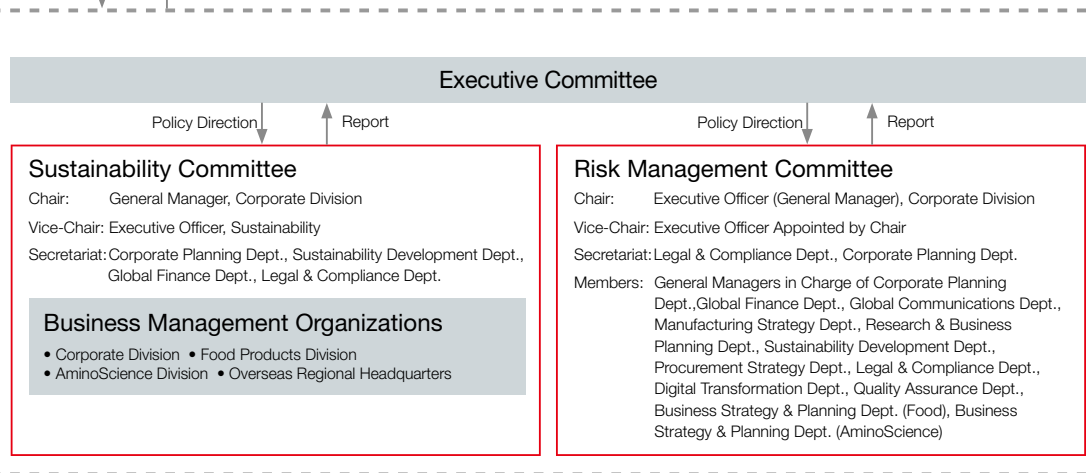 Executive Committee
Policy Direction
Report
Policy Direction
Report
Sustainability Committee
Chair: General Manager, Corporate Division
Vice-Chair: Executive Officer, Sustainability
Secretariat: Corporate Planning Dept., Sustainability Development Dept.,
Global Finance Dept., Legal & Compliance Dept.
Business Management Organizations
• Corporate Division • Food Products Division
• AminoScience Division • Overseas Regional Headquarters
Risk Management Committee
Chair: Executive Officer (General Manager), Corporate Division
Vice-Chair: Executive Officer Appointed by Chair
Secretariat: Legal & Compliance Dept., Corporate Planning Dept.
Members: General Managers in Charge of Corporate Planning
Dept.,Global Finance Dept., Global Communications Dept.,
Manufacturing Strategy Dept., Research & Business
Planning Dept., Sustainability Development Dept.,
Procurement Strategy Dept., Legal & Compliance Dept.,
Digital Transformation Dept., Quality Assurance Dept.,
Business Strategy & Planning Dept. (Food), Business
Strategy & Planning Dept. (AminoScience)